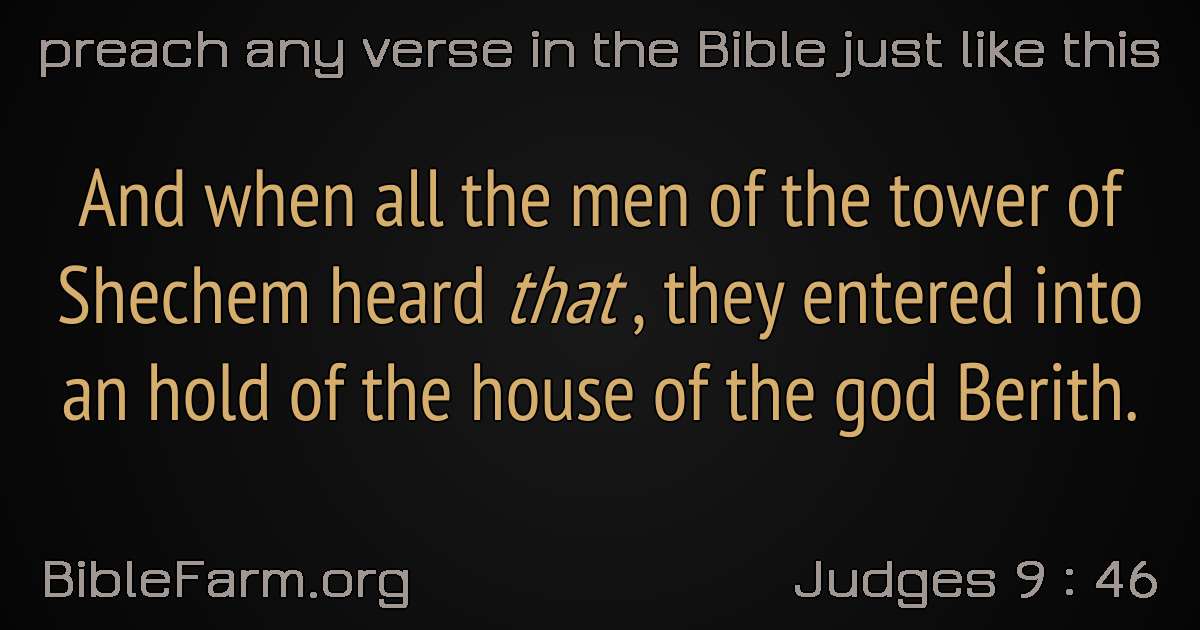 preach any verse in the Bible just like this
And when all the men of the tower of
Shechem heard that , they entered into
an hold of the house of the god Berith.
BibleFarm.org
Judges 9 : 46